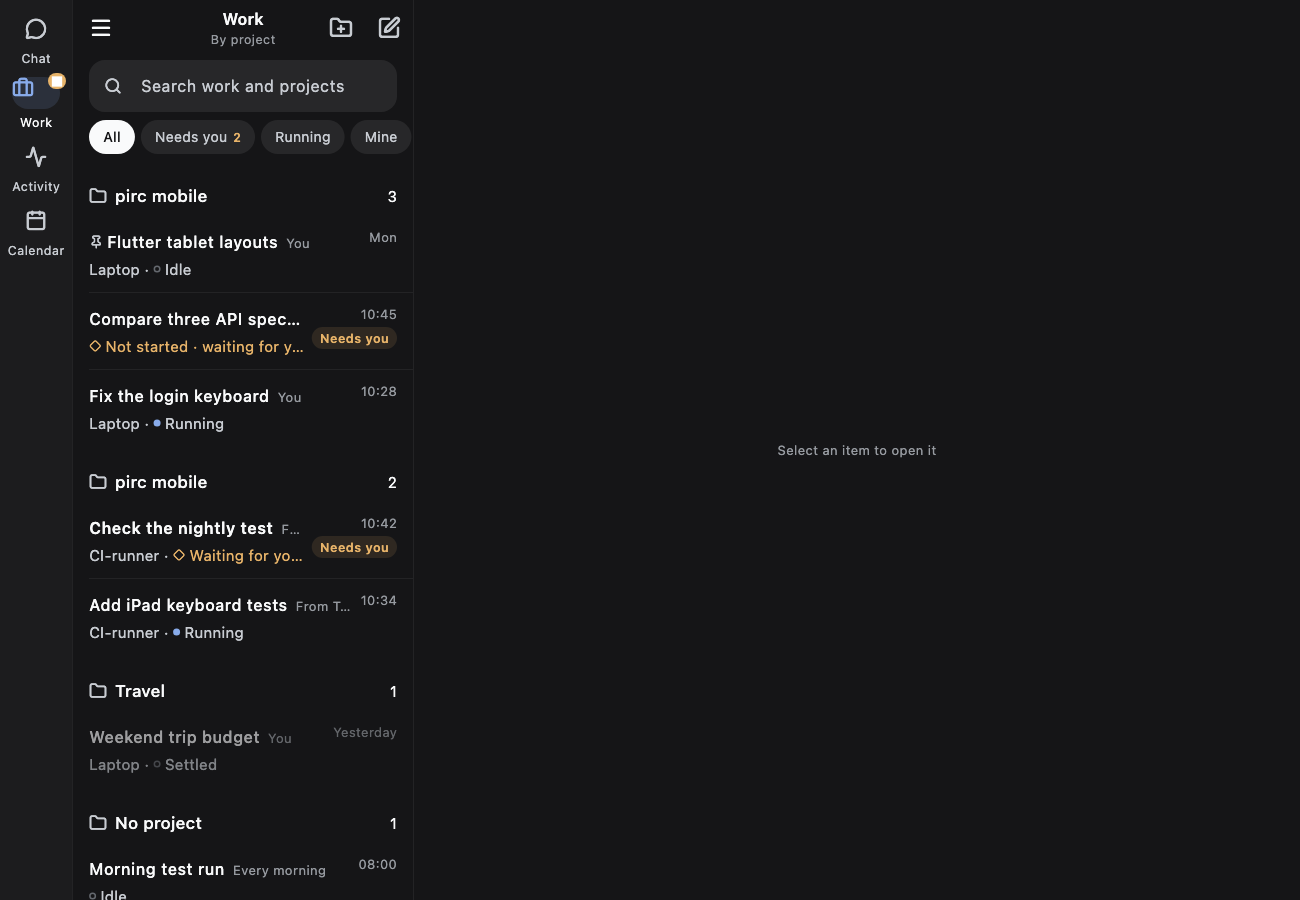 Chat
Work
Activity
Calendar
Work
By project
Search work and projects
All
Needs you 2
Running
Mine
pirc mobile 3
Flutter tablet layouts You Mon
Laptop · Idle
Compare three API spec... 10:45
Not started · waiting for y... Needs you
Fix the login keyboard You 10:28
Laptop · Running
pirc mobile 2
Check the nightly test F... 10:42
CI-runner · Waiting for yo... Needs you
Add iPad keyboard tests From T... 10:34
CI-runner · Running
Travel 1
Weekend trip budget You Yesterday
Laptop · Settled
No project 1
Morning test run Every morning 08:00
Idle
Select an item to open it